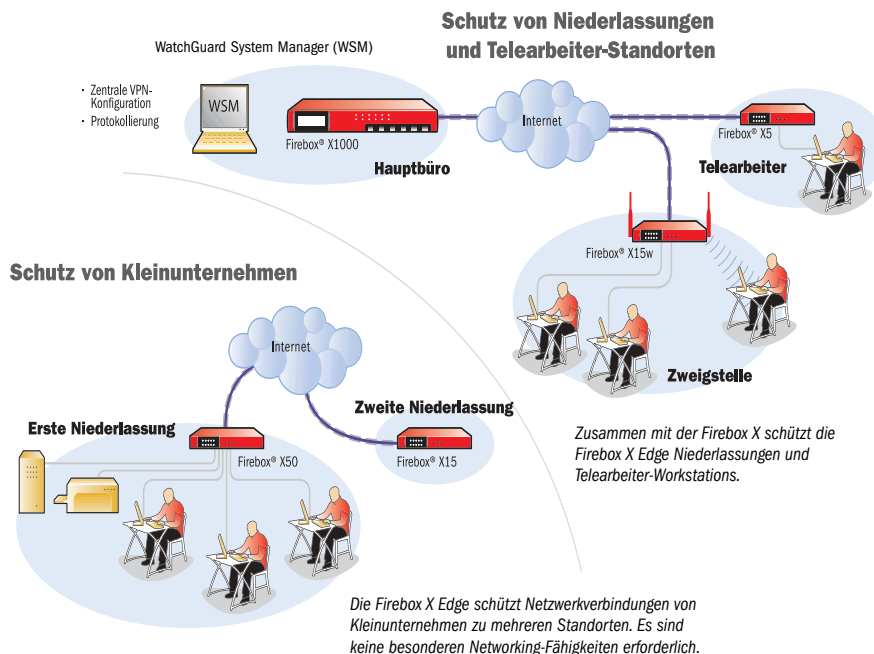 Schutz von Niederlassungen
und Telearbeiter-Standorten
WatchGuard System Manager (WSM)
· Zentrale VPN-
Konfiguration
· Protokollierung
WSM
Firebox® X1000
Hauptbüro
Internet
Firebox® X5
Telearbeiter
Firebox® X15w
Zweigstelle
Zusammen mit der Firebox X schützt die
Firebox X Edge Niederlassungen und
Telearbeiter-Workstations.
Schutz von Kleinunternehmen
Internet
Erste Niederlassung
Firebox® X50
Zweite Niederlassung
Firebox® X15
Die Firebox X Edge schützt Netzwerkverbindungen von
Kleinunternehmen zu mehreren Standorten. Es sind
keine besonderen Networking-Fähigkeiten erforderlich.